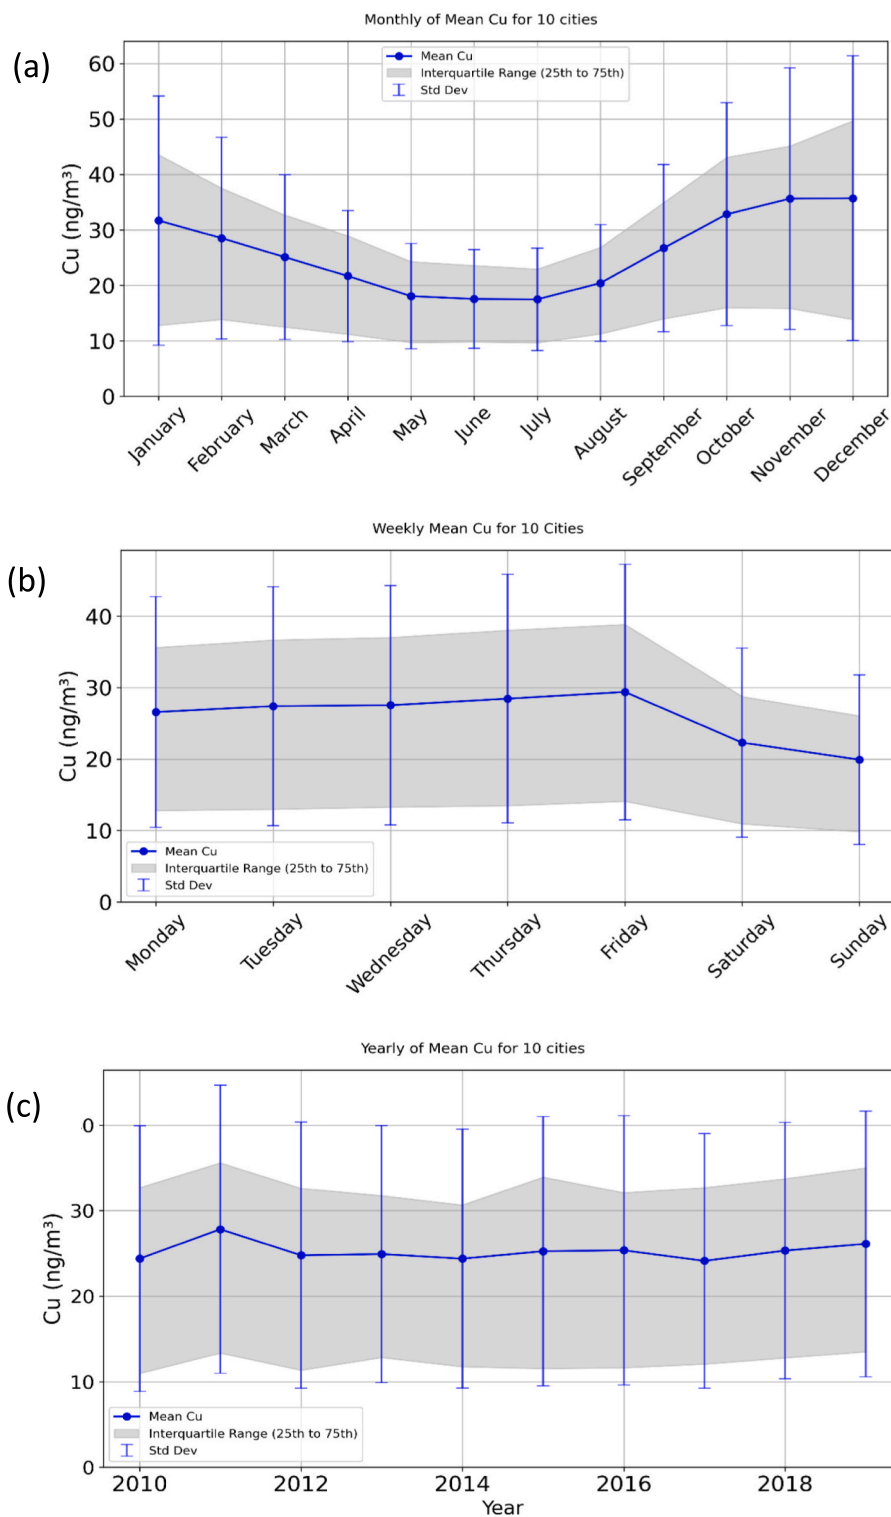 Monthly of Mean Cu for 10 cities
(a)
Mean Cu
Interquartile Range (25th to 75th)
Std Dev
Cu (ng/m³)
60
50
40
30
20
10
0
January
February
March
April
May
June
July
August
September
October
November
December
Weekly Mean Cu for 10 Cities
(b)
Cu (ng/m³)
40
30
20
10
0
Mean Cu
Interquartile Range (25th to 75th)
Std Dev
Monday
Tuesday
Wednesday
Thursday
Friday
Saturday
Sunday
Yearly of Mean Cu for 10 cities
(c)
Cu (ng/m³)
0
30
20
10
0
Mean Cu
Interquartile Range (25th to 75th)
Std Dev
2010
2012
2014
2016
2018
Year